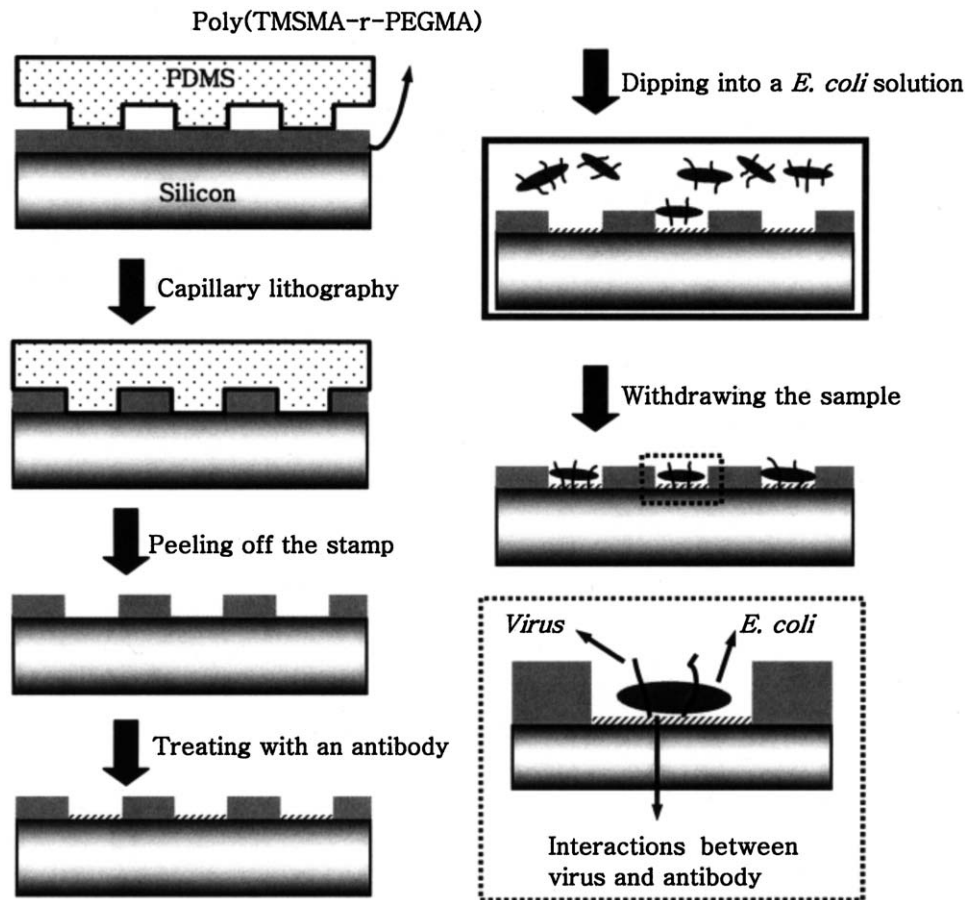 Poly(TMSMA-r-PEGMA)
PDMS
Silicon
Capillary lithography
Peeling off the stamp
Treating with an antibody
Dipping into a E. coli solution
Withdrawing the sample
Virus
E. coli
Interactions between
virus and antibody